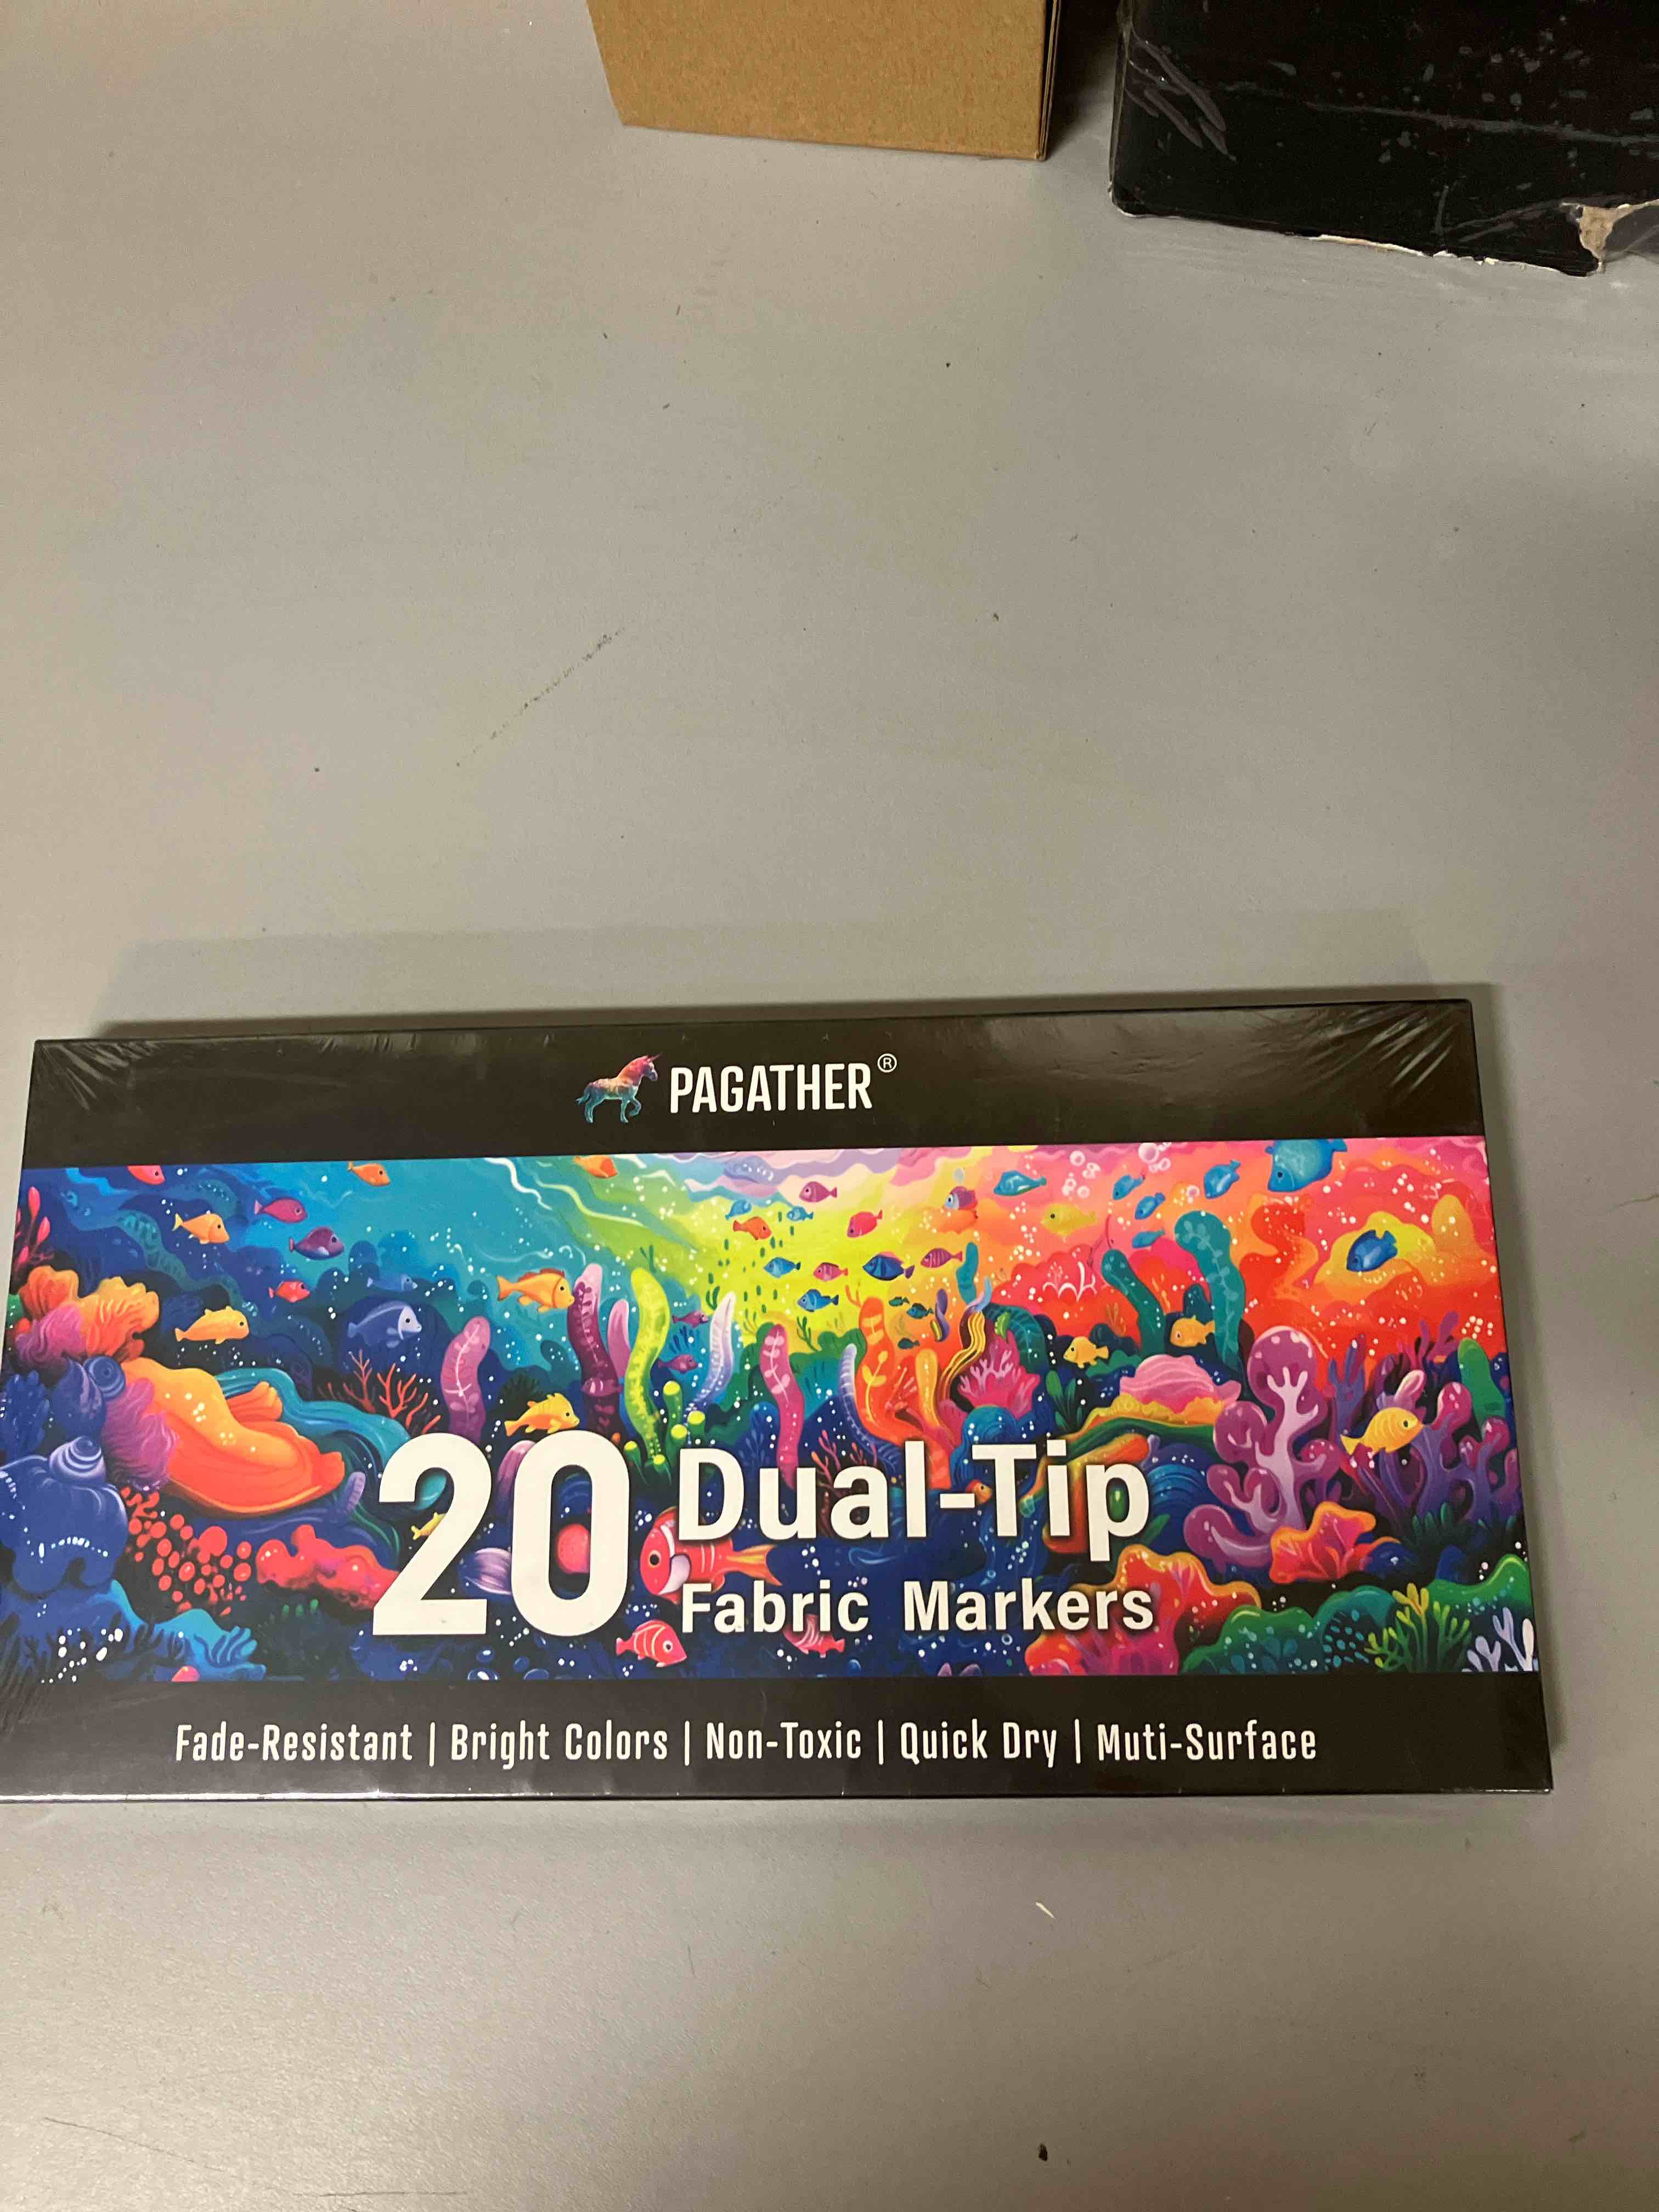 PAGATHER®
20 Dual-Tip
Fabric Markers
Fade-Resistant | Bright Colors | Non-Toxic | Quick Dry | Muti-Surface